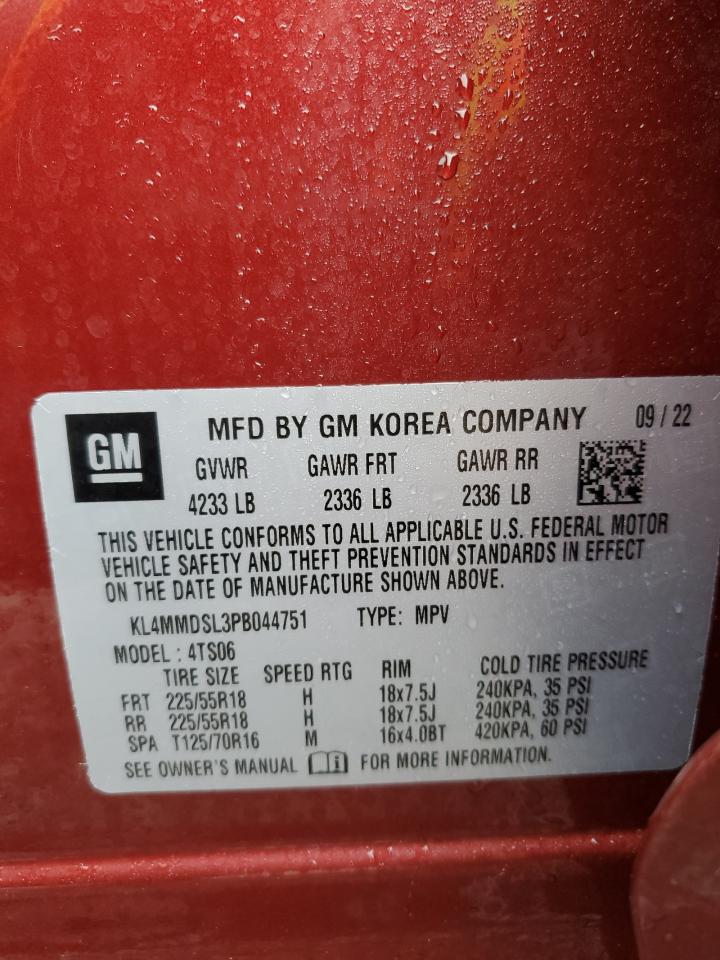 GM
MFD BY GM KOREA COMPANY 09 / 22
GVWR GAWR FRT GAWR RR
4233 LB 2336 LB 2336 LB
THIS VEHICLE CONFORMS TO ALL APPLICABLE U.S. FEDERAL MOTOR
VEHICLE SAFETY AND THEFT PREVENTION STANDARDS IN EFFECT
ON THE DATE OF MANUFACTURE SHOWN ABOVE.
KL4MMDSL3PB044751 TYPE: MPV
MODEL : 4TS06
TIRE SIZE SPEED RTG RIM COLD TIRE PRESSURE
FRT 225/55R18 H 18x7.5J 240KPA, 35 PSI
RR 225/55R18 H 18x7.5J 240KPA, 35 PSI
SPA T125/70R16 M 16x4.0BT 420KPA, 60 PSI
SEE OWNER'S MANUAL FOR MORE INFORMATION.